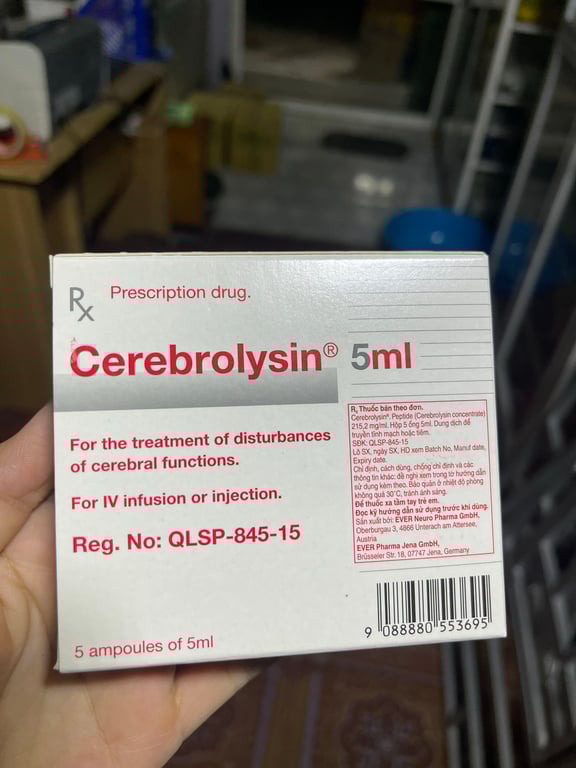 Rx Prescription drug.
Cerebrolysin® 5ml
For the treatment of disturbances
of cerebral functions.
For IV infusion or injection.
Reg. No: QLSP-845-15
5 ampoules of 5ml
Rx Thuốc bán theo đơn.
Cerebrolysin®. Peptide (Cerebrolysin concentrate)
215,2 mg/ml. Hộp 5 ống 5ml. Dung dịch để
truyền tĩnh mạch hoặc tiêm.
SĐK: QLSP-845-15
Lô SX, ngày SX, HD xem Batch No, Manuf date,
Expiry date.
Chỉ định, cách dùng, chống chỉ định và các
thông tin khác: đề nghị xem trong tờ hướng dẫn
sử dụng kèm theo. Bảo quản ở nhiệt độ phòng
không quá 30°C, tránh ánh sáng.
Để thuốc xa tầm tay trẻ em.
Đọc kỹ hướng dẫn sử dụng trước khi dùng.
Sản xuất bởi: EVER Neuro Pharma GmbH,
Oberburgau 3, 4866 Unterach am Attersee,
Austria
EVER Pharma Jena GmbH,
Brüsseler Str. 18, 07747 Jena, Germany
9 088880 553695